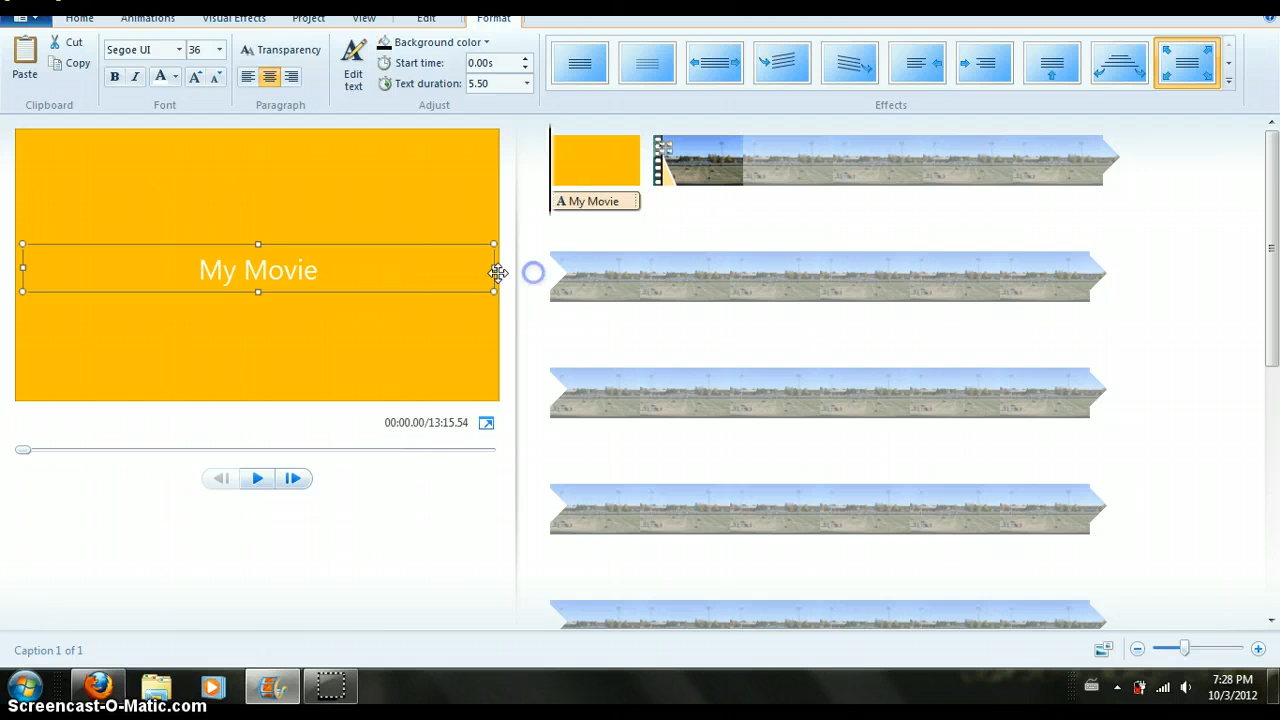 Home Animations Visual Effects Project View Edit Format
Paste
Cut
Copy
Clipboard
Segoe UI 36
B I A A A
Font
Transparency
Paragraph
Edit text
Background color
Start time: 0.00s
Text duration: 5.50
Adjust
Effects
My Movie
00:00.00/13:15.54
A My Movie
Caption 1 of 1
7:28 PM
10/3/2012
Screencast-O-Matic.com